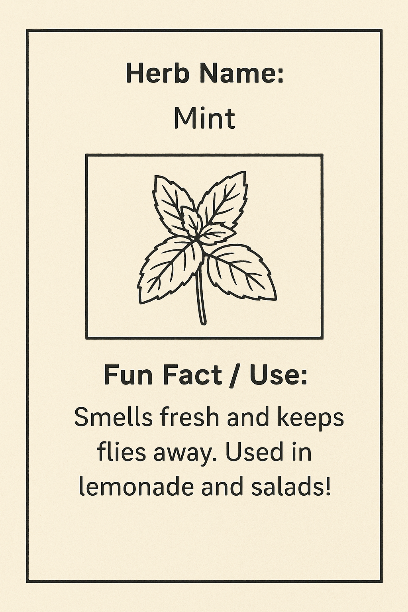 Herb Name:
Mint
Fun Fact / Use:
Smells fresh and keeps
flies away. Used in
lemonade and salads!